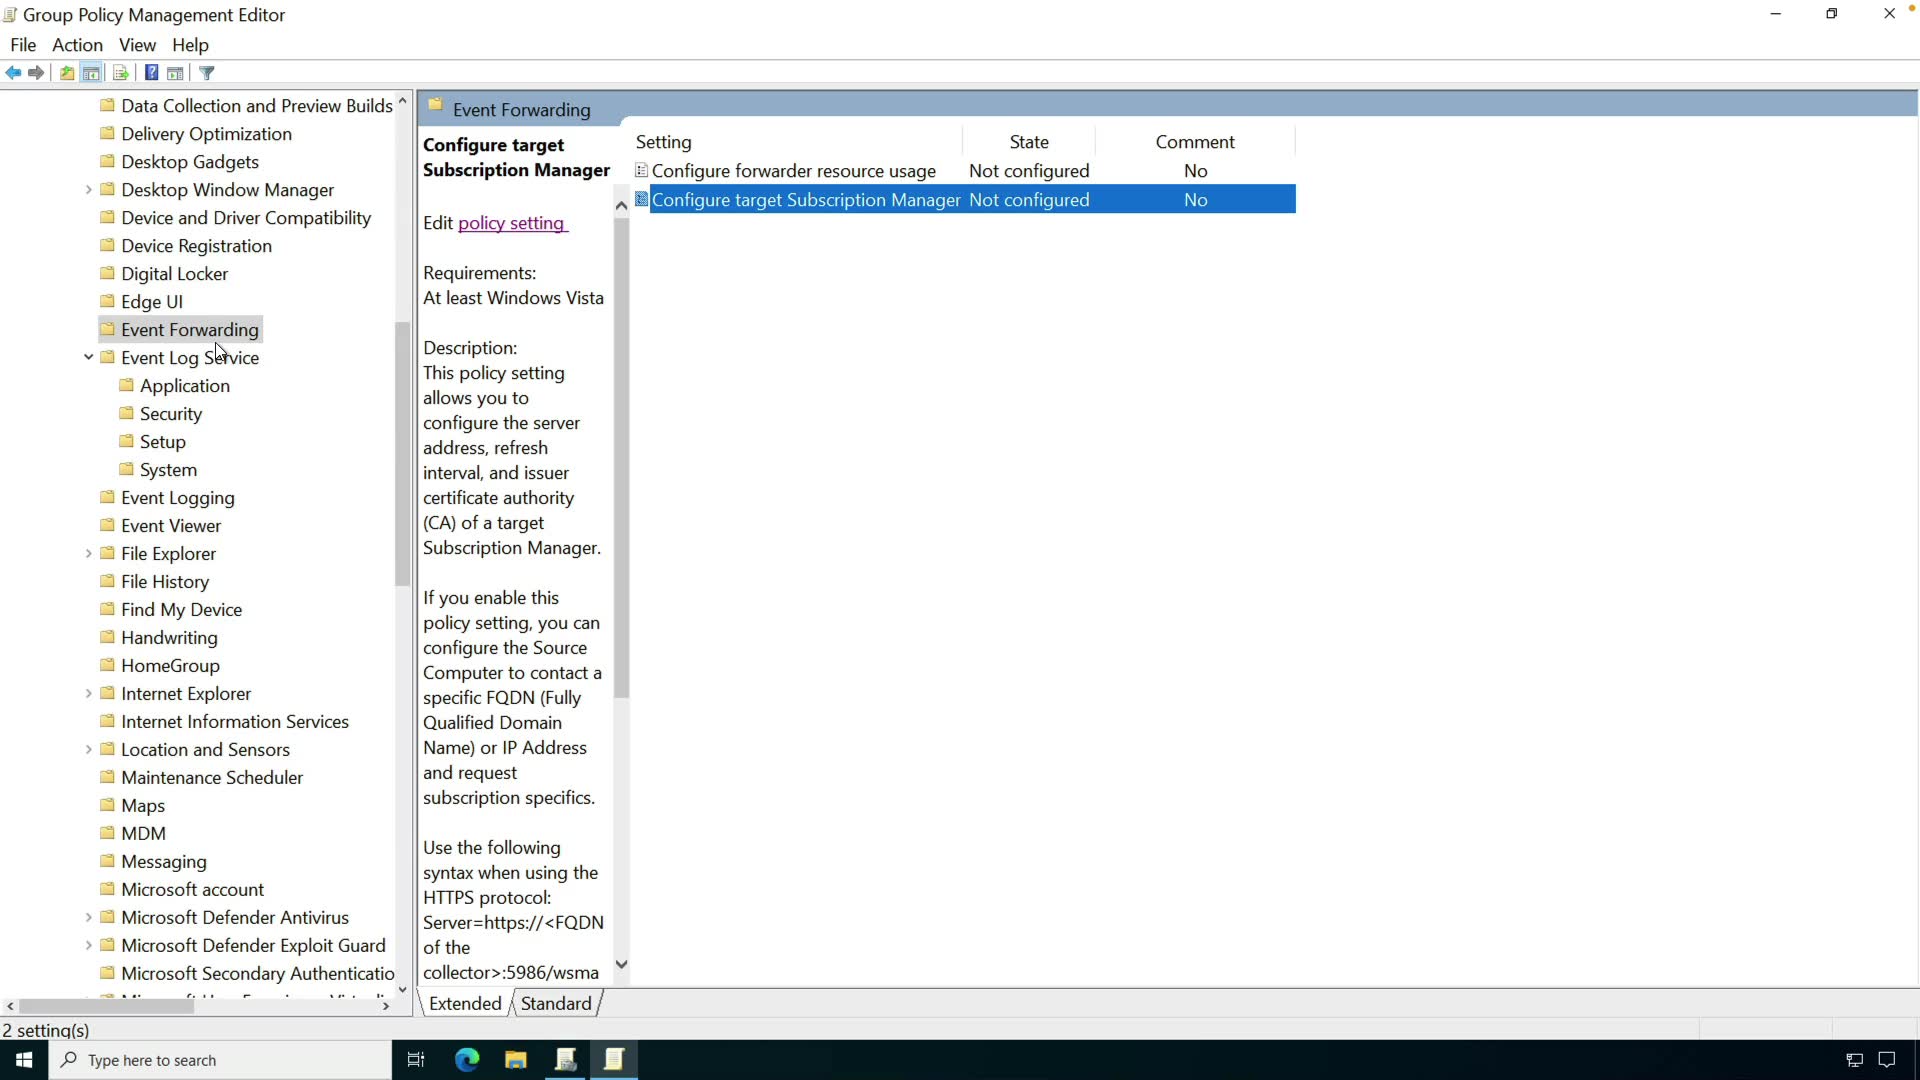 Group Policy Management Editor
File Action View Help
Data Collection and Preview Builds
Delivery Optimization
Desktop Gadgets
Desktop Window Manager
Device and Driver Compatibility
Device Registration
Digital Locker
Edge UI
Event Forwarding
Event Log Service
Application
Security
Setup
System
Event Logging
Event Viewer
File Explorer
File History
Find My Device
Handwriting
HomeGroup
Internet Explorer
Internet Information Services
Location and Sensors
Maintenance Scheduler
Maps
MDM
Messaging
Microsoft account
Microsoft Defender Antivirus
Microsoft Defender Exploit Guard
Microsoft Secondary Authenticatio
Event Forwarding
Configure target
Subscription Manager
Edit policy setting
Requirements:
At least Windows Vista
Description:
This policy setting
allows you to
configure the server
address, refresh
interval, and issuer
certificate authority
(CA) of a target
Subscription Manager.
If you enable this
policy setting, you can
configure the Source
Computer to contact a
specific FQDN (Fully
Qualified Domain
Name) or IP Address
and request
subscription specifics.
Use the following
syntax when using the
HTTPS protocol:
Server=https://<FQDN
of the
collector>:5986/wsma
Setting State Comment
Configure forwarder resource usage Not configured No
Configure target Subscription Manager Not configured No
Extended Standard
2 setting(s)
Type here to search